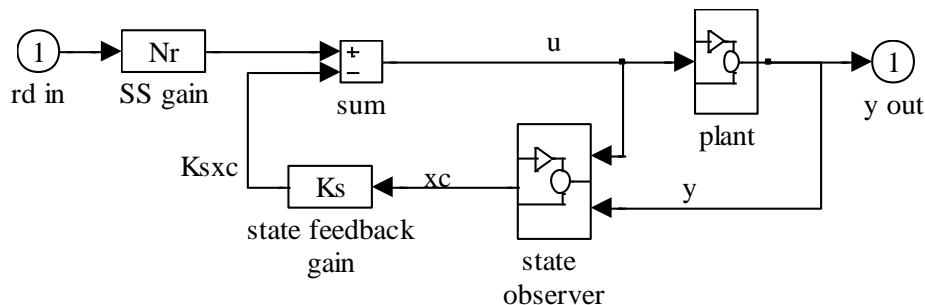 1
rd in
Nr
SS gain
+
−
sum
u
plant
1
y out
Ksxc
Ks
state feedback
gain
xc
state
observer
y